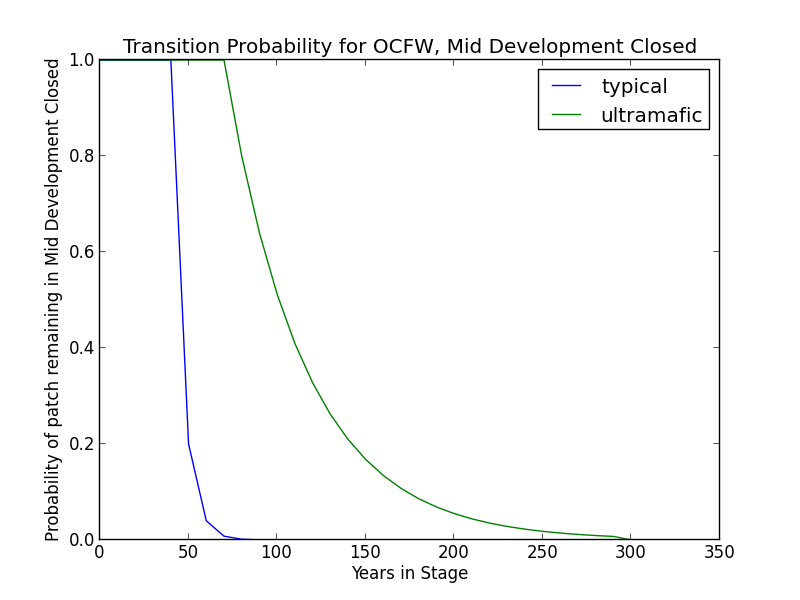 Transition Probability for OCFW, Mid Development Closed
Probability of patch remaining in Mid Development Closed
1.0
0.8
0.6
0.4
0.2
0.0
typical
ultramafic
0 50 100 150 200 250 300 350
Years in Stage